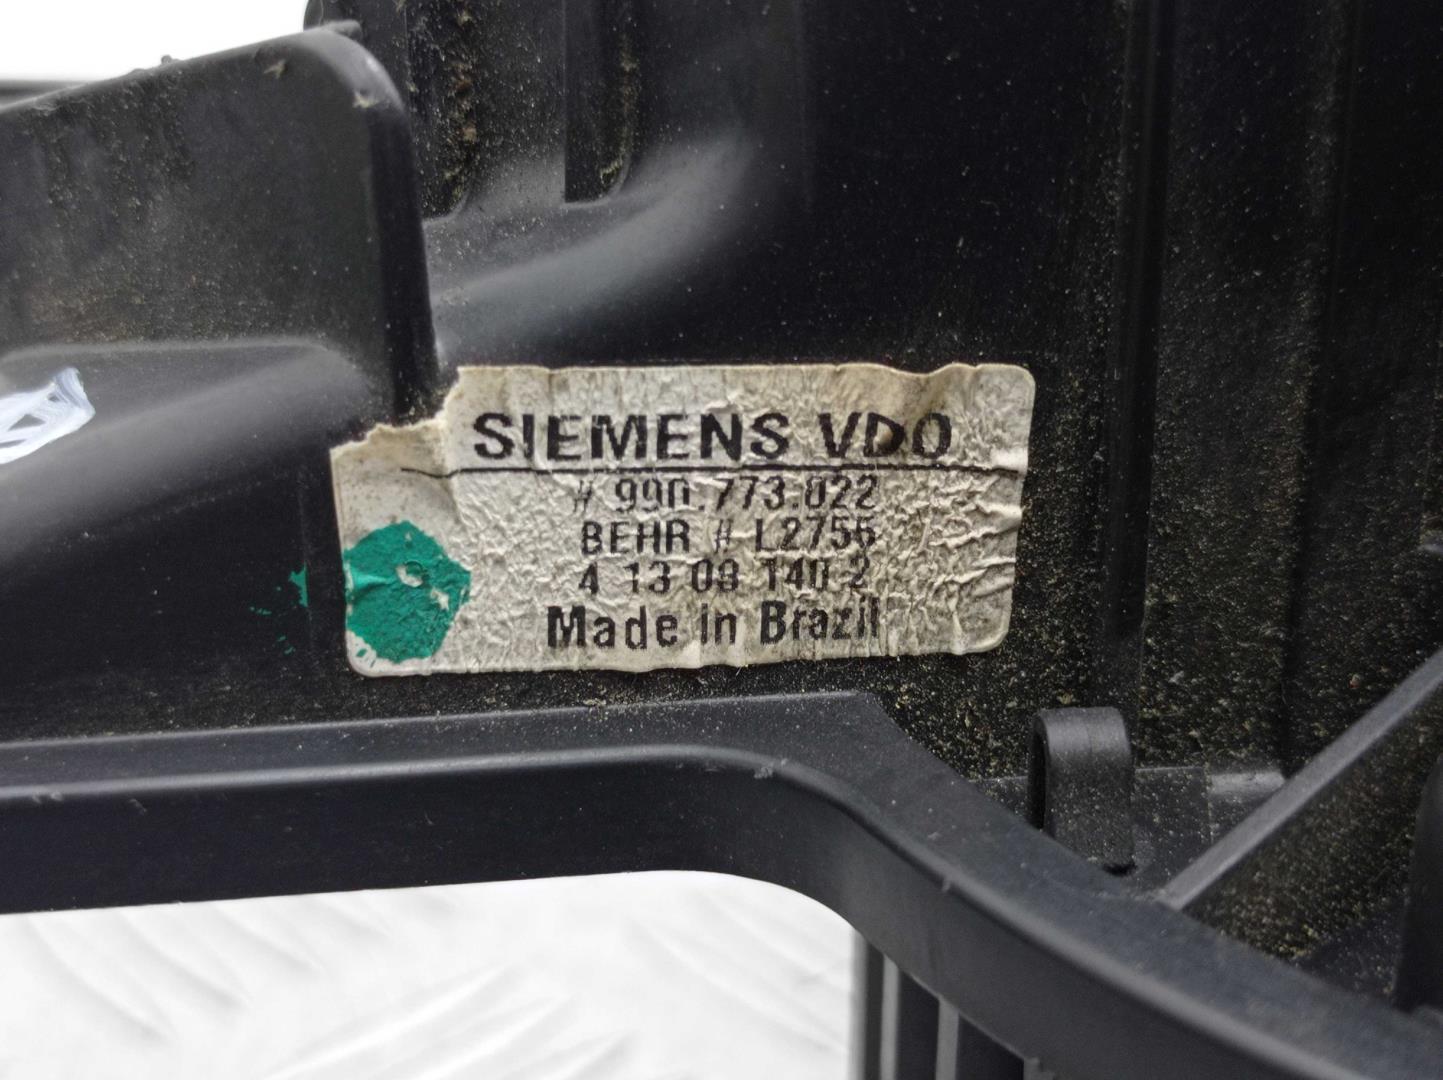 SIEMENS VDO
# 990.773.022
BEHR # L2756
4 13 08 140 2
Made in Brazil